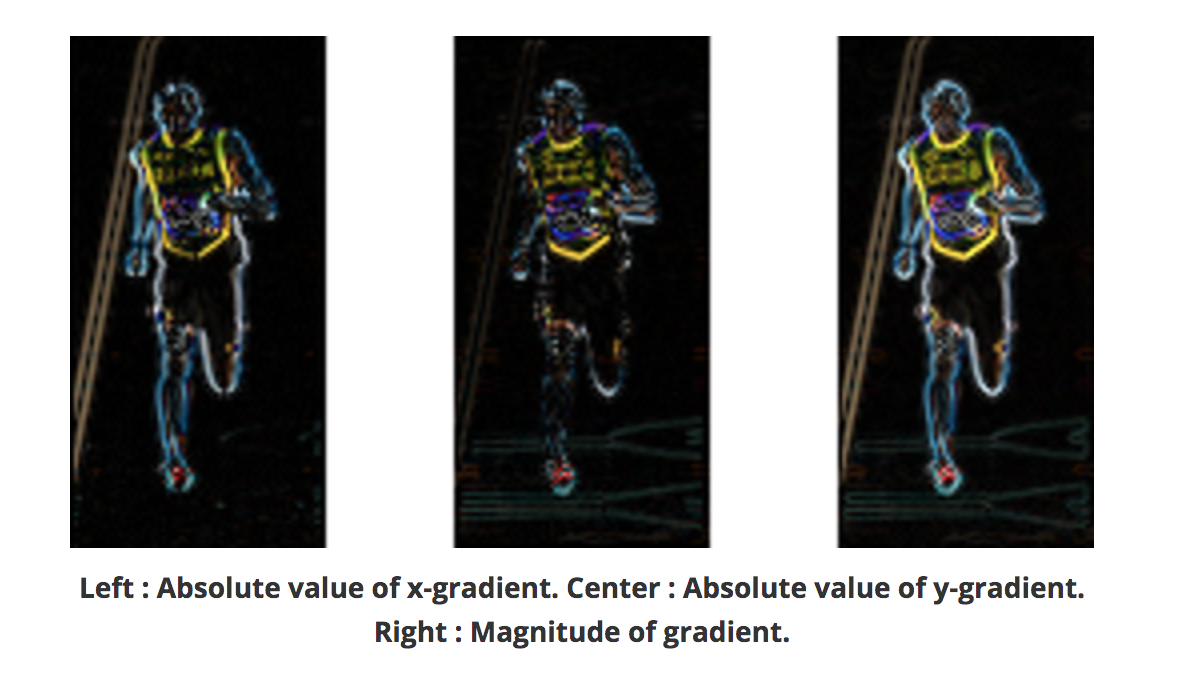 Left : Absolute value of x-gradient. Center : Absolute value of y-gradient.
Right : Magnitude of gradient.